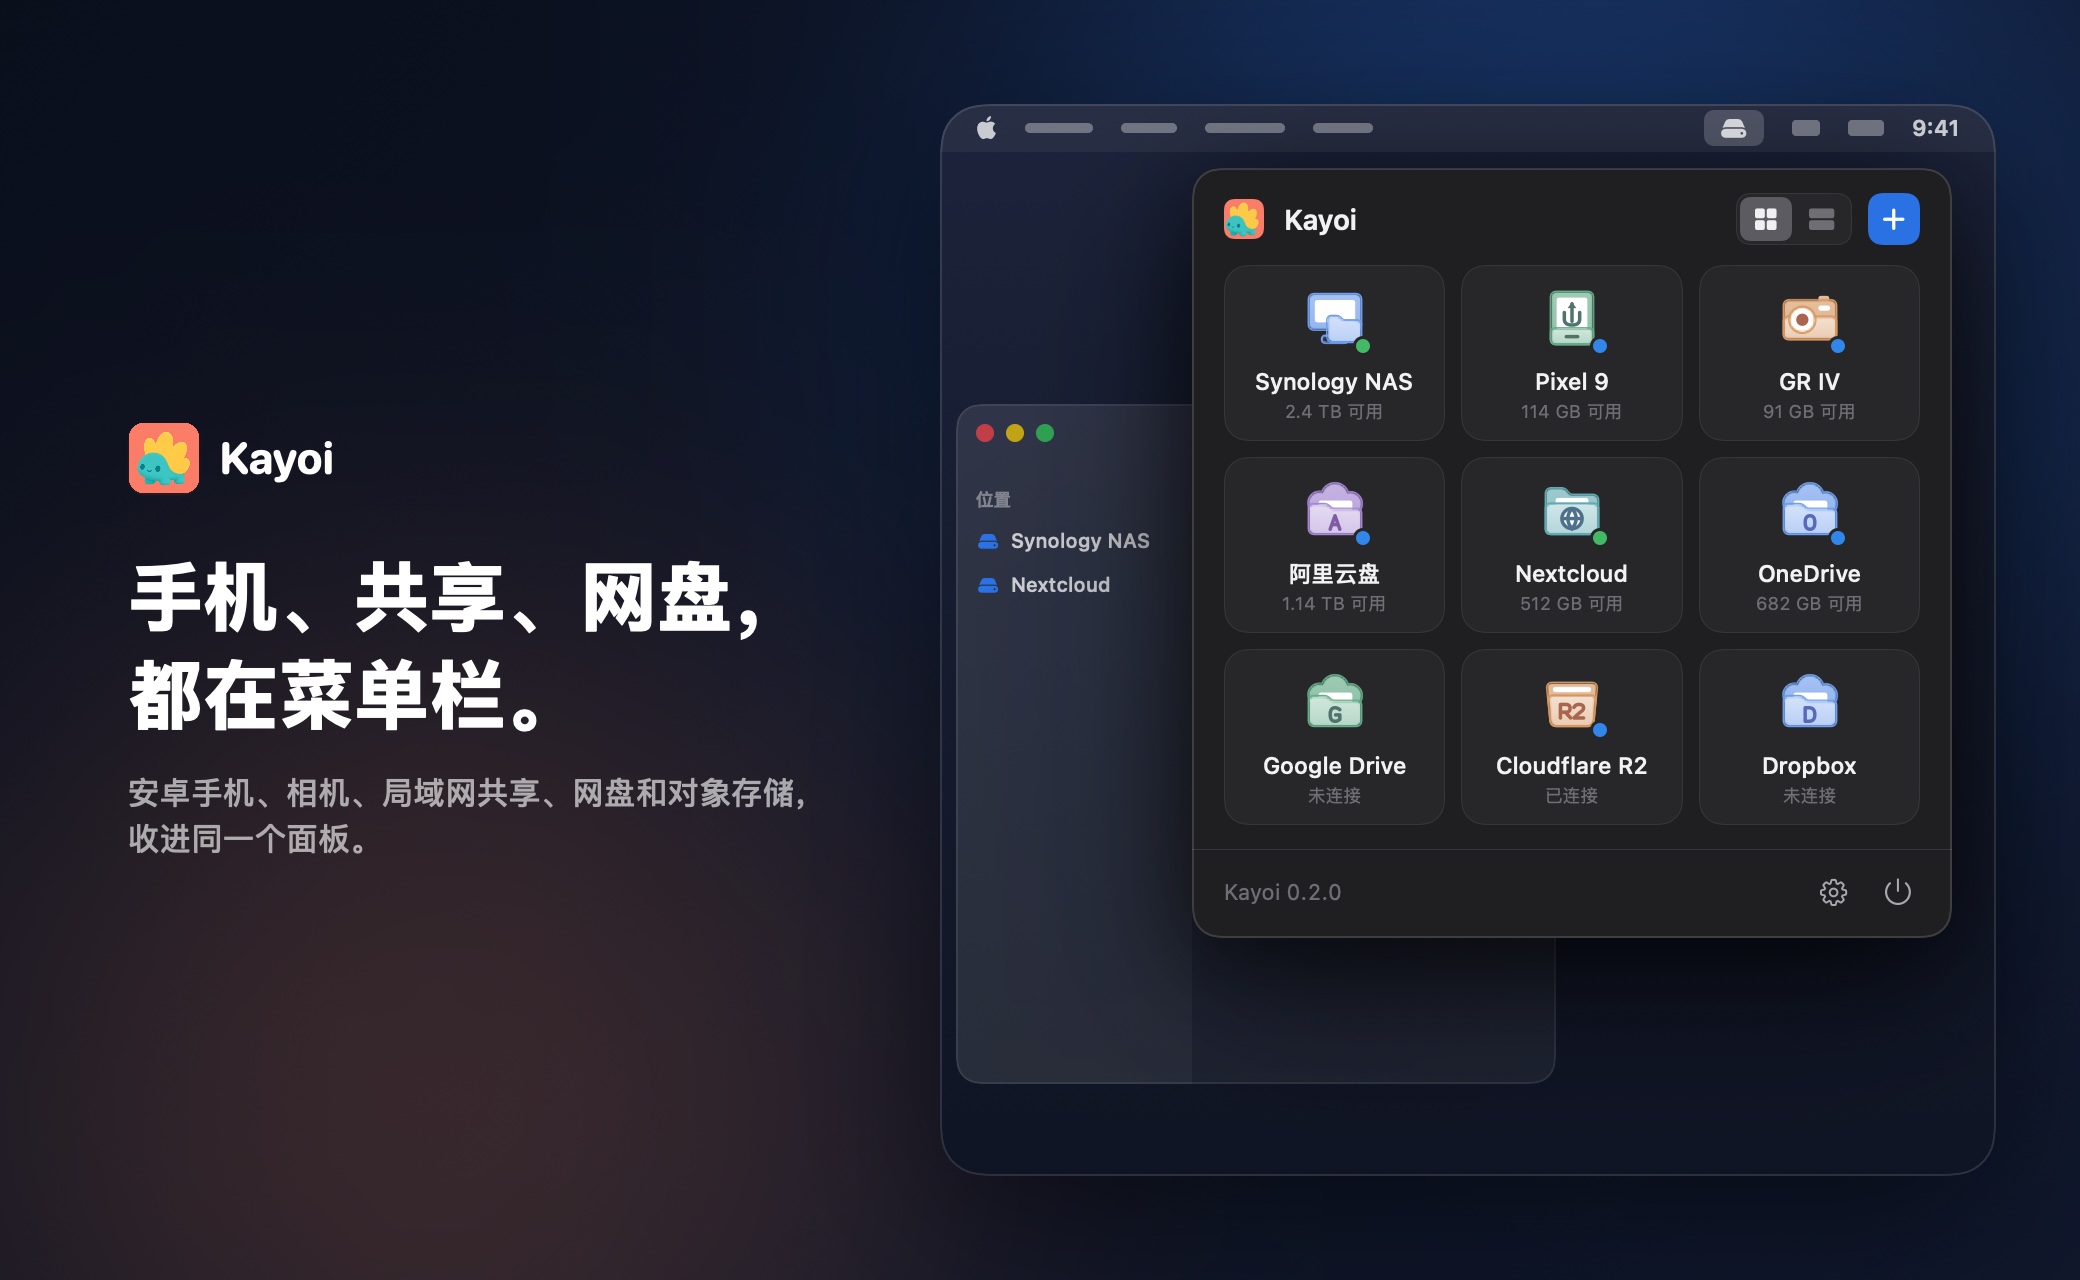 Kayoi
手机、共享、网盘，
都在菜单栏。
安卓手机、相机、局域网共享、网盘和对象存储，
收进同一个面板。
9:41
位置
Synology NAS
Nextcloud
Kayoi
Synology NAS
2.4 TB 可用
Pixel 9
114 GB 可用
GR IV
91 GB 可用
A
阿里云盘
1.14 TB 可用
Nextcloud
512 GB 可用
O
OneDrive
682 GB 可用
G
Google Drive
未连接
R2
Cloudflare R2
已连接
D
Dropbox
未连接
Kayoi 0.2.0